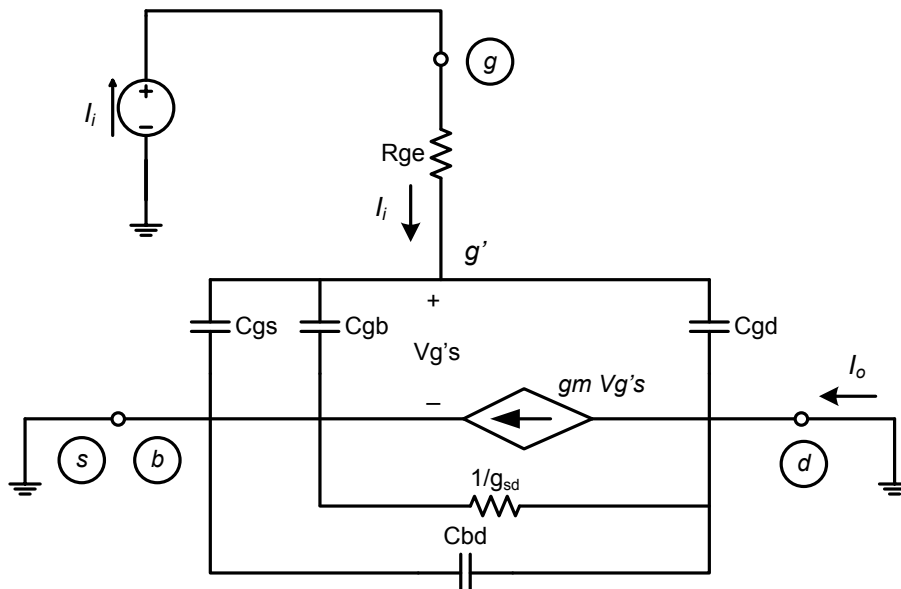 g
+
−
Ii
Rge
Ii
g’
+
Cgs
Cgb
Cgd
Vg’s
gm Vg’s
Io
−
s
b
d
1/gsd
Cbd